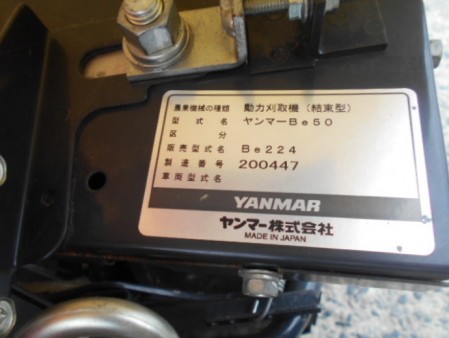 農業機械の種類 動力刈取機（結束型）
型式名 ヤンマーBe50
区分
販売型式名 Be224
製造番号 200447
車両型式名
YANMAR
ヤンマー株式会社
MADE IN JAPAN